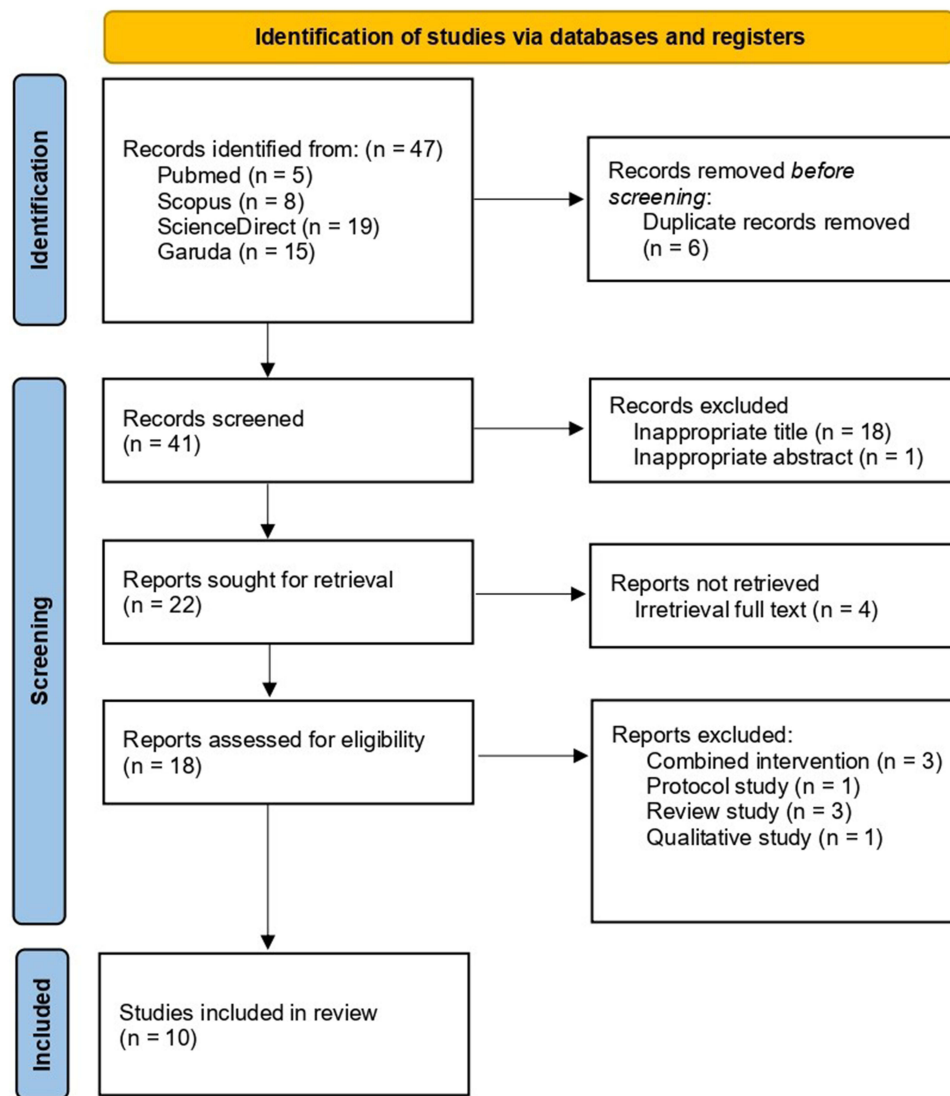 Identification of studies via databases and registers
Identification
Records identified from: (n = 47)
Pubmed (n = 5)
Scopus (n = 8)
ScienceDirect (n = 19)
Garuda (n = 15)
Records removed before
screening:
Duplicate records removed
(n = 6)
Screening
Records screened
(n = 41)
Records excluded
Inappropriate title (n = 18)
Inappropriate abstract (n = 1)
Reports sought for retrieval
(n = 22)
Reports not retrieved
Irretrieval full text (n = 4)
Reports assessed for eligibility
(n = 18)
Reports excluded:
Combined intervention (n = 3)
Protocol study (n = 1)
Review study (n = 3)
Qualitative study (n = 1)
Included
Studies included in review
(n = 10)